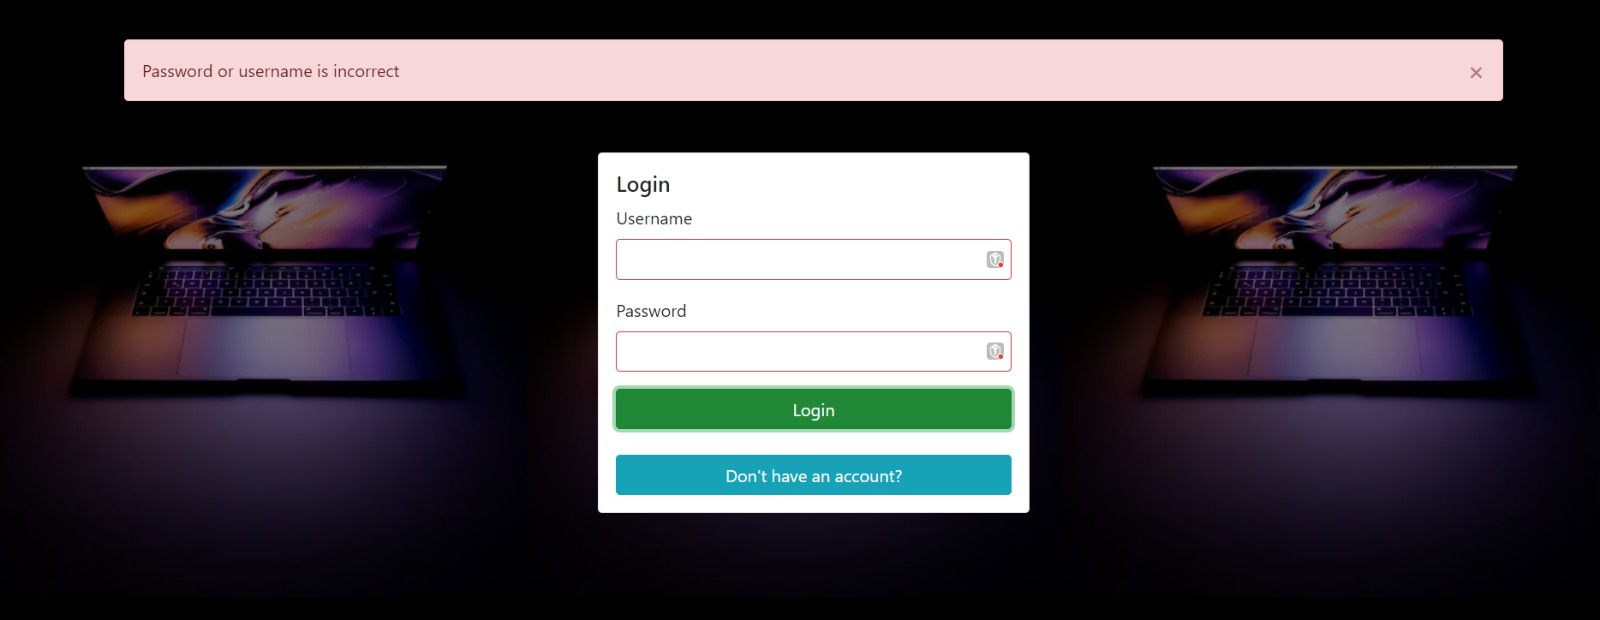 Password or username is incorrect ×
Login
Username
Password
Login
Don't have an account?